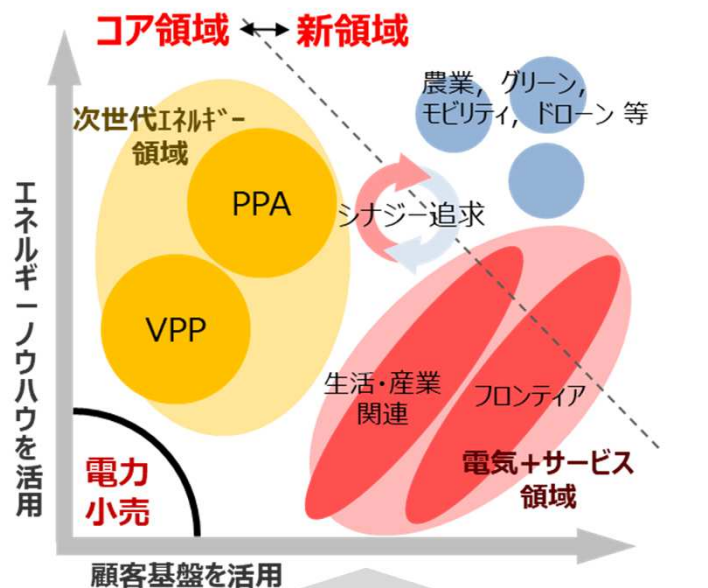 コア領域
新領域
農業，グリーン，
モビリティ，ドローン 等
次世代ｴﾈﾙｷﾞｰ
領域
PPA
シナジー追求
VPP
エネルギーノウハウを活用
生活・産業
関連
フロンティア
電気＋サービス
領域
電力
小売
顧客基盤を活用